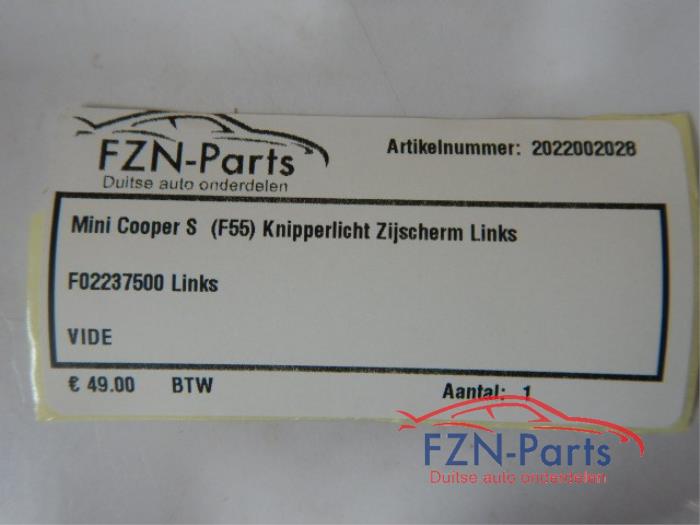 FZN-Parts
Duitse auto onderdelen
Artikelnummer: 2022002028
Mini Cooper S (F55) Knipperlicht Zijscherm Links
F02237500 Links
VIDE
€ 49.00 BTW
Aantal: 1
FZN-Parts
Duitse auto onderdelen